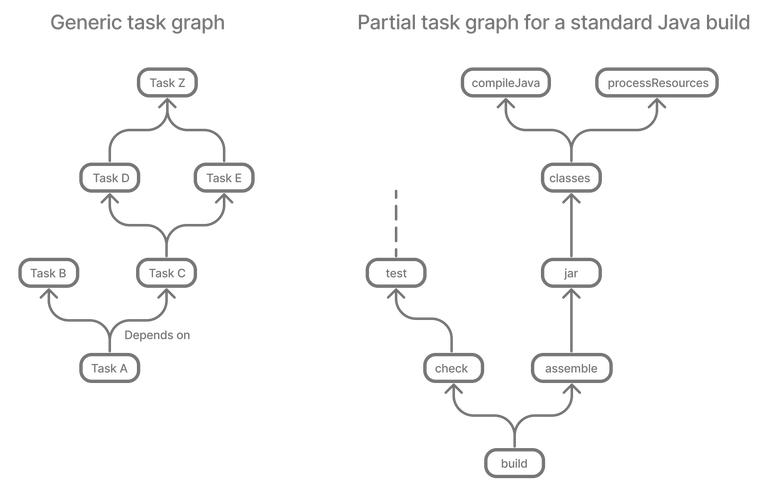 Generic task graph
Task Z
Task D
Task E
Task B
Task C
Depends on
Task A
Partial task graph for a standard Java build
compileJava
processResources
classes
test
jar
check
assemble
build